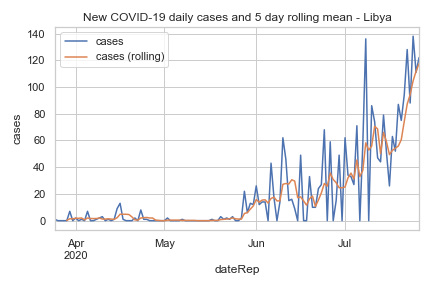 New COVID-19 daily cases and 5 day rolling mean - Libya
cases
cases (rolling)
140
120
100
80
60
40
20
0
cases
Apr
2020
May
Jun
Jul
dateRep